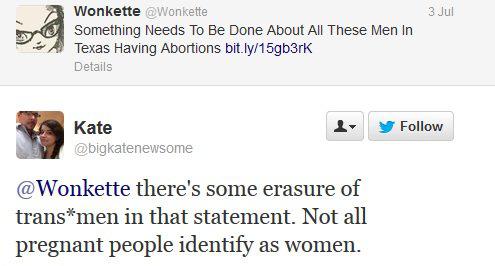 Wonkette @Wonkette 3 Jul
Something Needs To Be Done About All These Men In
Texas Having Abortions bit.ly/15gb3rK
Details
Kate
@bigkatenewsome
Follow
@Wonkette there's some erasure of
trans*men in that statement. Not all
pregnant people identify as women.